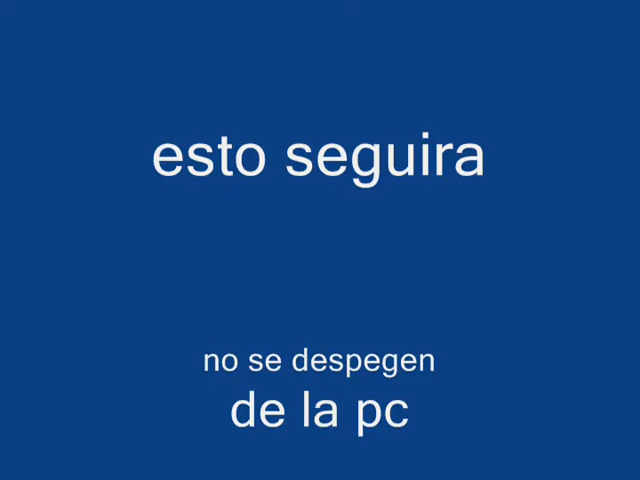 esto seguira
no se despegen
de la pc